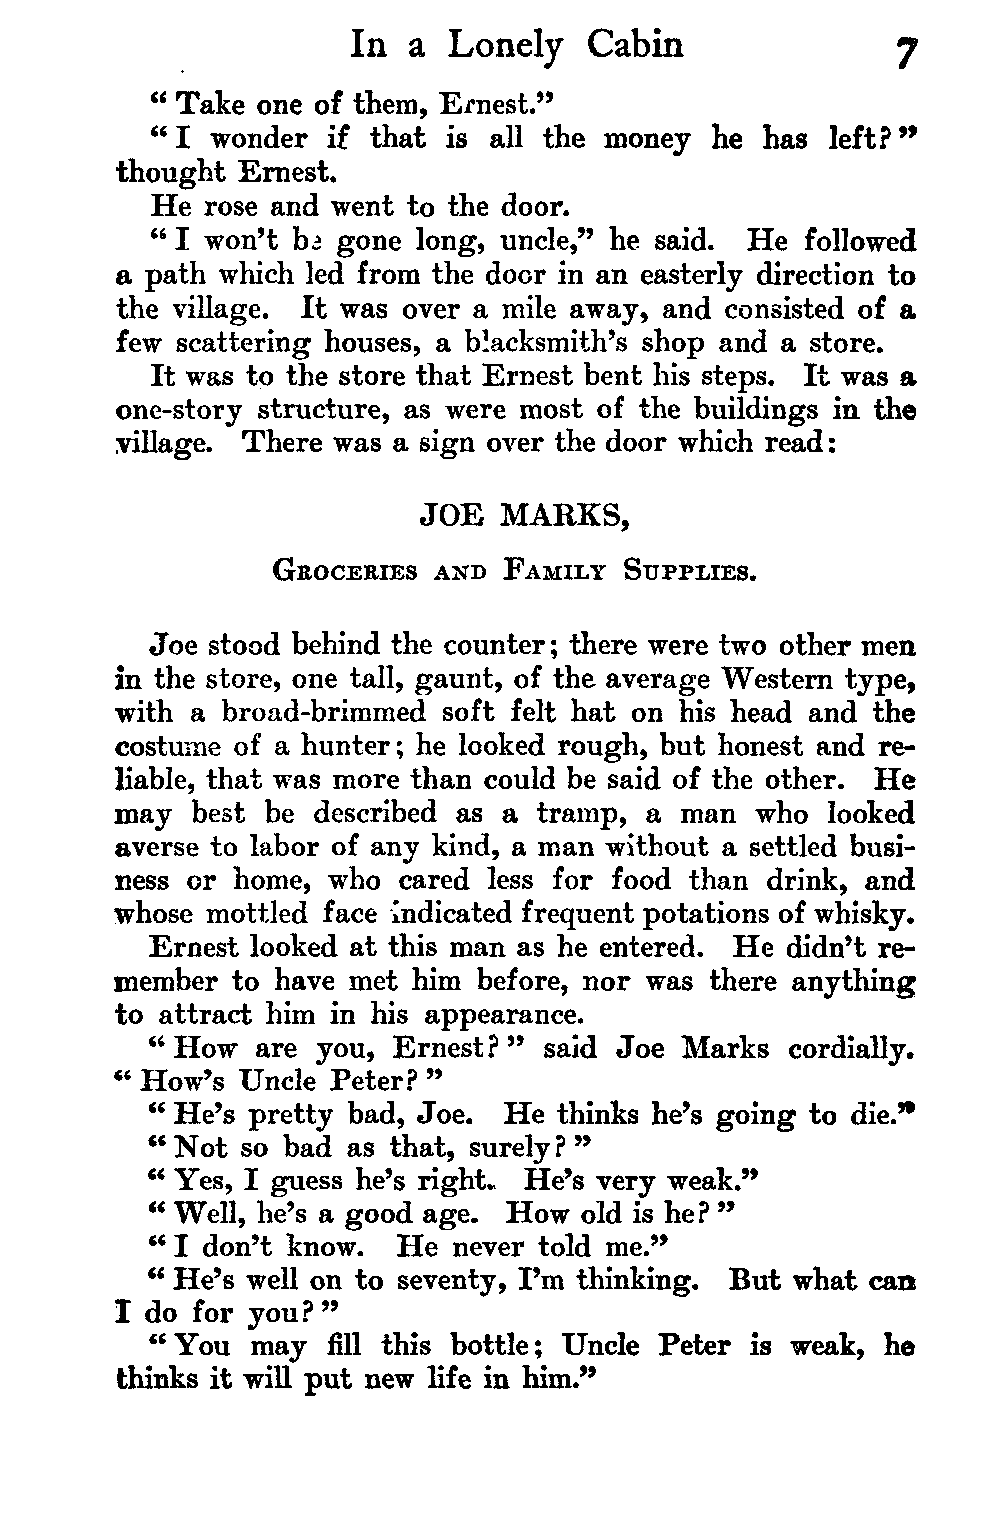 In a Lonely Cabin 7
“Take one of them, Ernest.”
“I wonder if that is all the money he has left?”
thought Ernest.
He rose and went to the door.
“I won’t be gone long, uncle,” he said. He followed
a path which led from the door in an easterly direction to
the village. It was over a mile away, and consisted of a
few scattering houses, a blacksmith’s shop and a store.
It was to the store that Ernest bent his steps. It was a
one-story structure, as were most of the buildings in the
village. There was a sign over the door which read:
JOE MARKS,
GROCERIES AND FAMILY SUPPLIES.
Joe stood behind the counter; there were two other men
in the store, one tall, gaunt, of the average Western type,
with a broad-brimmed soft felt hat on his head and the
costume of a hunter; he looked rough, but honest and re-
liable, that was more than could be said of the other. He
may best be described as a tramp, a man who looked
averse to labor of any kind, a man without a settled busi-
ness or home, who cared less for food than drink, and
whose mottled face indicated frequent potations of whisky.
Ernest looked at this man as he entered. He didn’t re-
member to have met him before, nor was there anything
to attract him in his appearance.
“How are you, Ernest?” said Joe Marks cordially.
“How’s Uncle Peter?”
“He’s pretty bad, Joe. He thinks he’s going to die.”
“Not so bad as that, surely?”
“Yes, I guess he’s right. He’s very weak.”
“Well, he’s a good age. How old is he?”
“I don’t know. He never told me.”
“He’s well on to seventy, I’m thinking. But what can
I do for you?”
“You may fill this bottle; Uncle Peter is weak, he
thinks it will put new life in him.”